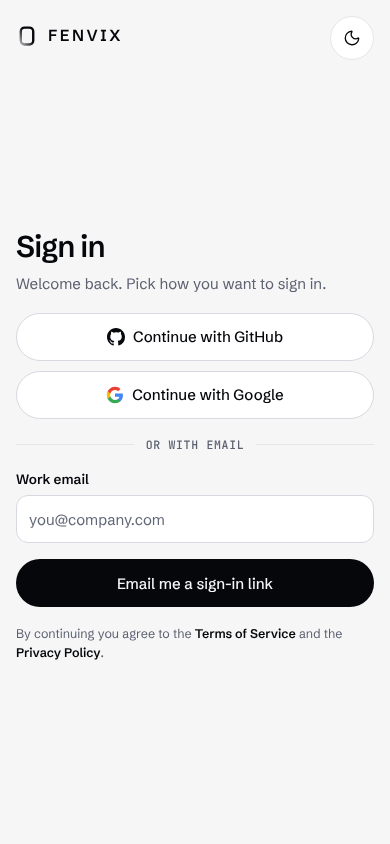 FENVIX
Sign in
Welcome back. Pick how you want to sign in.
Continue with GitHub
Continue with Google
OR WITH EMAIL
Work email
you@company.com
Email me a sign-in link
By continuing you agree to the Terms of Service and the
Privacy Policy.